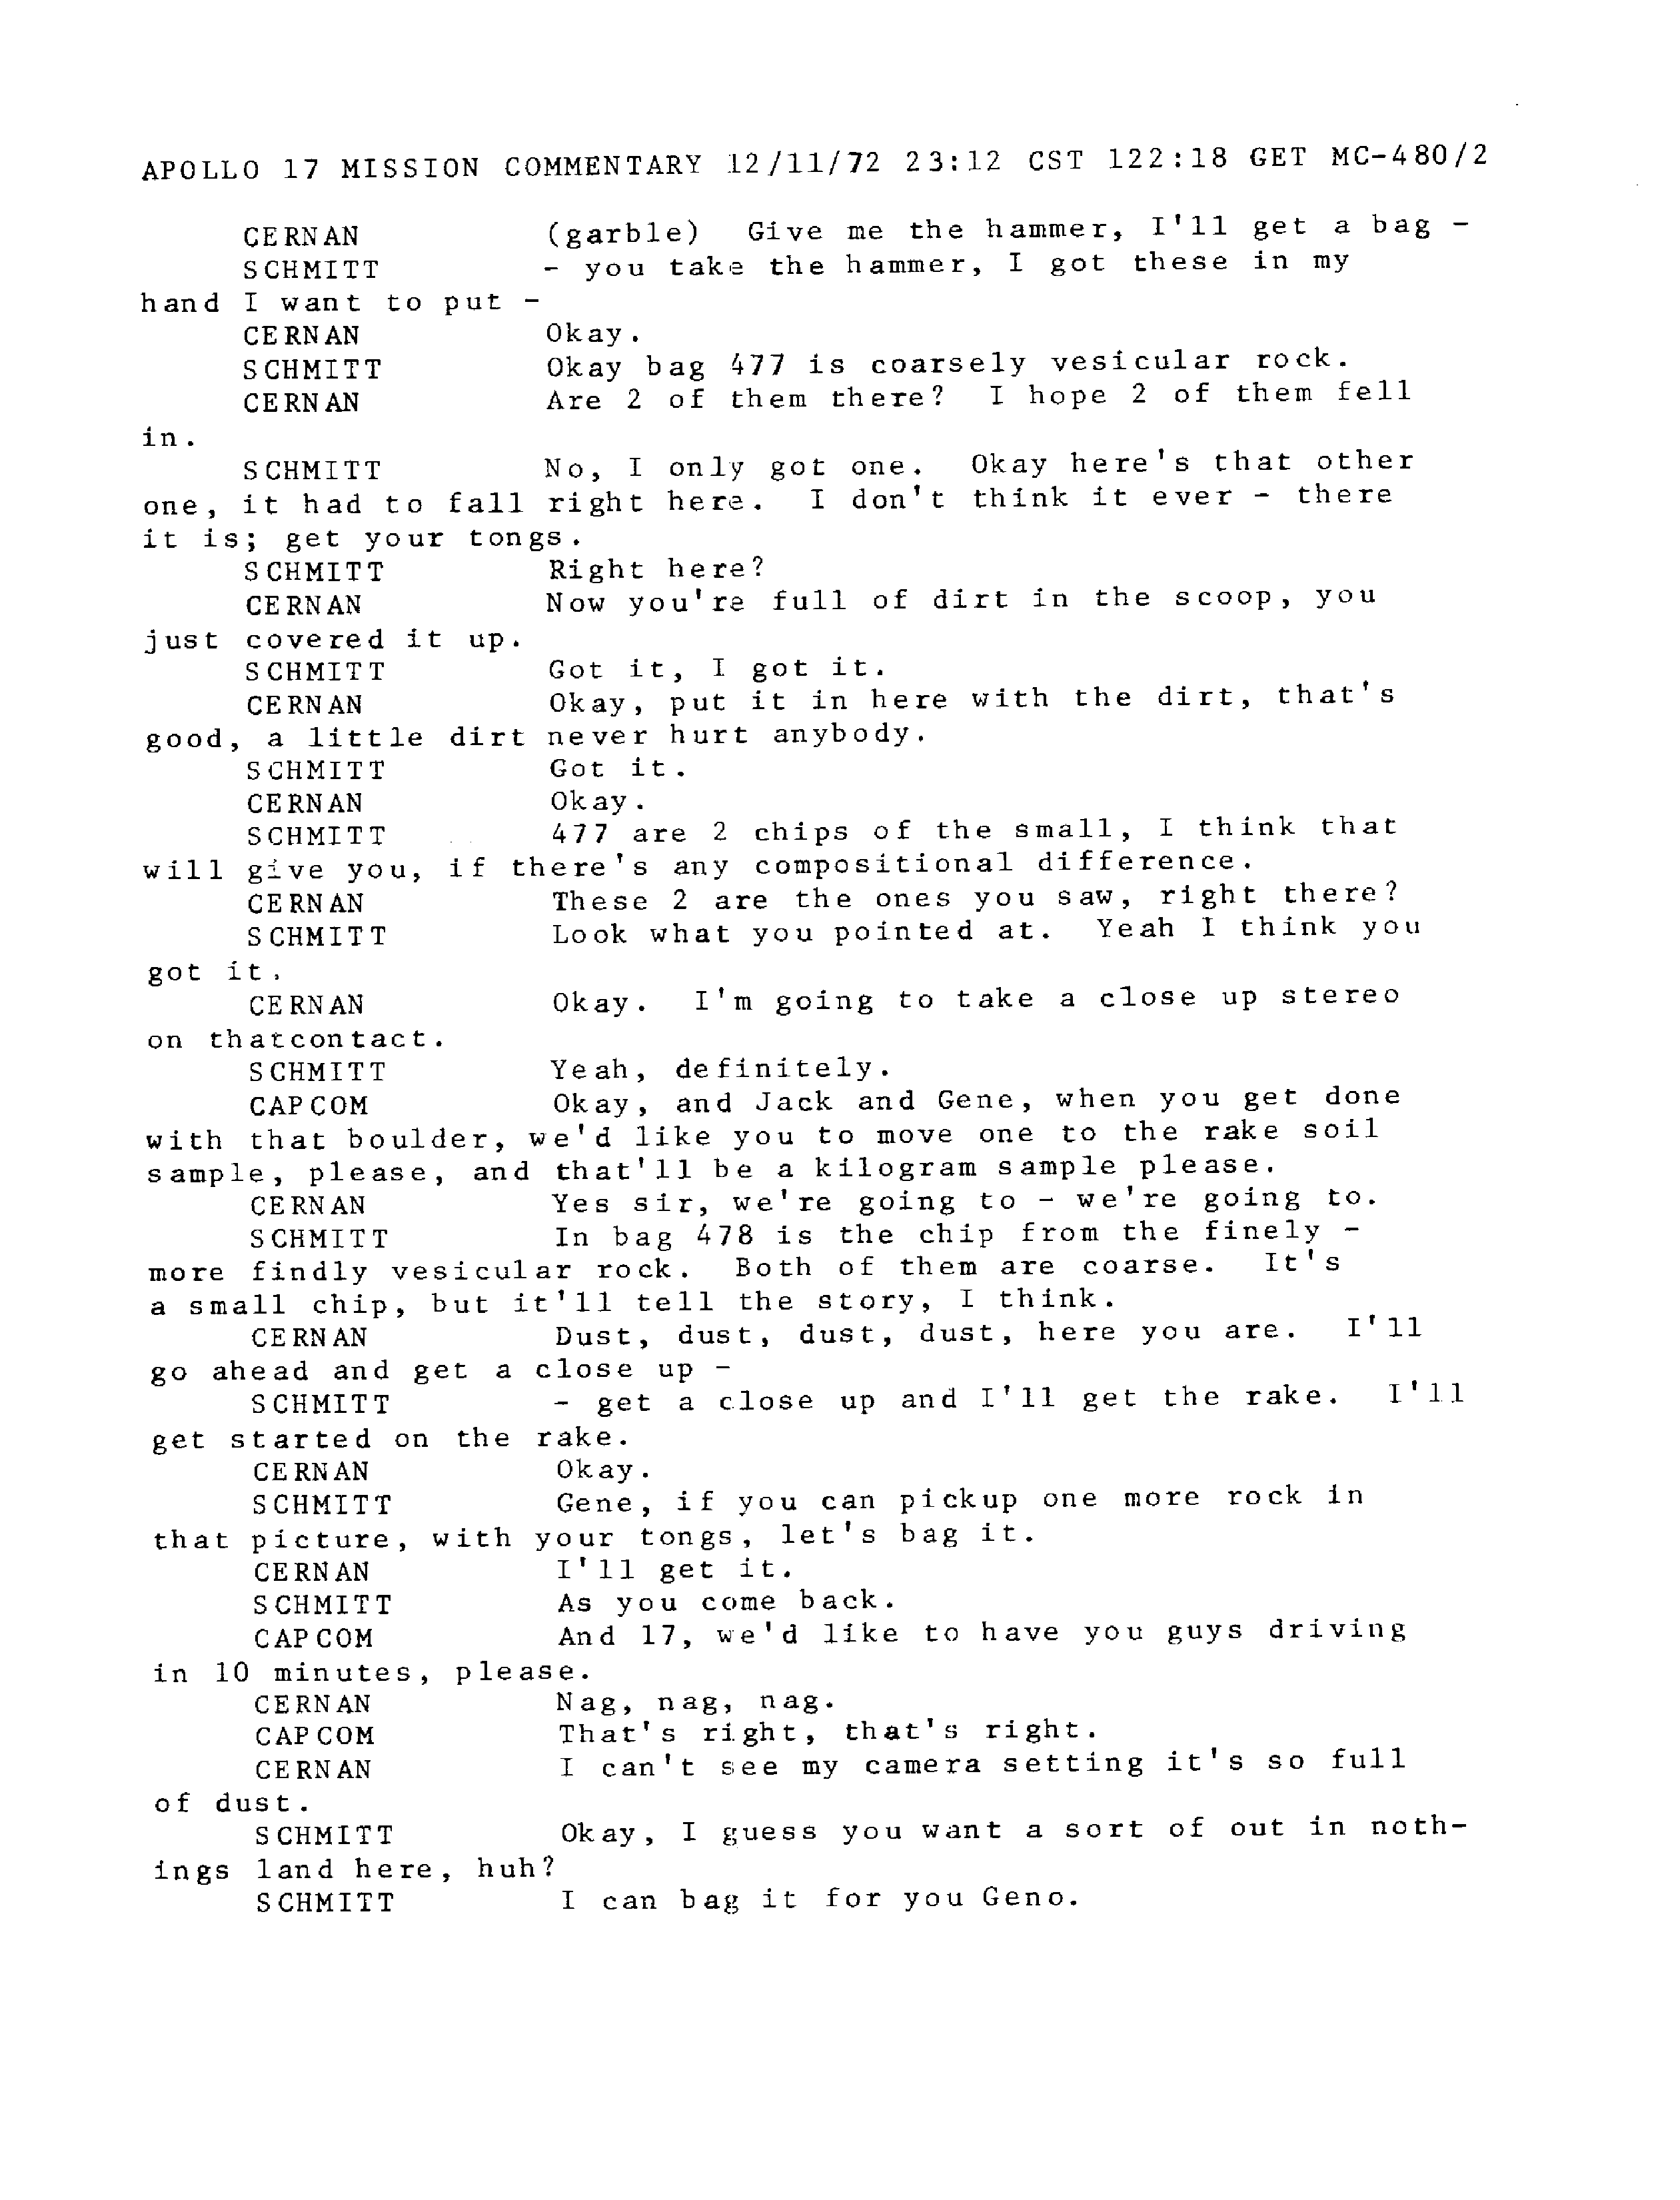 APOLLO 17 MISSION COMMENTARY 12/11/72 23:12 CST 122:18 GET MC-480/2
CERNAN (garble) Give me the hammer, I'll get a bag -
SCHMITT - you take the hammer, I got these in my
hand I want to put -
CERNAN Okay.
SCHMITT Okay bag 477 is coarsely vesicular rock.
CERNAN Are 2 of them there? I hope 2 of them fell
in.
SCHMITT No, I only got one. Okay here's that other
one, it had to fall right here. I don't think it ever - there
it is; get your tongs.
SCHMITT Right here?
CERNAN Now you're full of dirt in the scoop, you
just covered it up.
SCHMITT Got it, I got it.
CERNAN Okay, put it in here with the dirt, that's
good, a little dirt never hurt anybody.
SCHMITT Got it.
CERNAN Okay.
SCHMITT 477 are 2 chips of the small, I think that
will give you, if there's any compositional difference.
CERNAN These 2 are the ones you saw, right there?
SCHMITT Look what you pointed at. Yeah I think you
got it.
CERNAN Okay. I'm going to take a close up stereo
on thatcontact.
SCHMITT Yeah, definitely.
CAPCOM Okay, and Jack and Gene, when you get done
with that boulder, we'd like you to move one to the rake soil
sample, please, and that'll be a kilogram sample please.
CERNAN Yes sir, we're going to - we're going to.
SCHMITT In bag 478 is the chip from the finely -
more findly vesicular rock. Both of them are coarse. It's
a small chip, but it'll tell the story, I think.
CERNAN Dust, dust, dust, dust, here you are. I'll
go ahead and get a close up -
SCHMITT - get a close up and I'll get the rake. I'll
get started on the rake.
CERNAN Okay.
SCHMITT Gene, if you can pickup one more rock in
that picture, with your tongs, let's bag it.
CERNAN I'll get it.
SCHMITT As you come back.
CAPCOM And 17, we'd like to have you guys driving
in 10 minutes, please.
CERNAN Nag, nag, nag.
CAPCOM That's right, that's right.
CERNAN I can't see my camera setting it's so full
of dust.
SCHMITT Okay, I guess you want a sort of out in noth-
ings land here, huh?
SCHMITT I can bag it for you Geno.